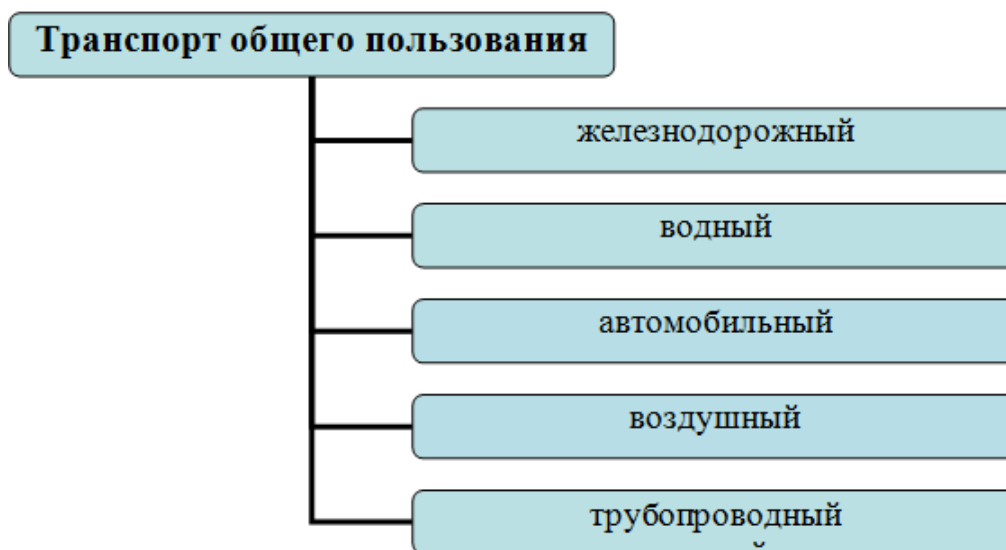 Транспорт общего пользования
железнодорожный
водный
автомобильный
воздушный
трубопроводный